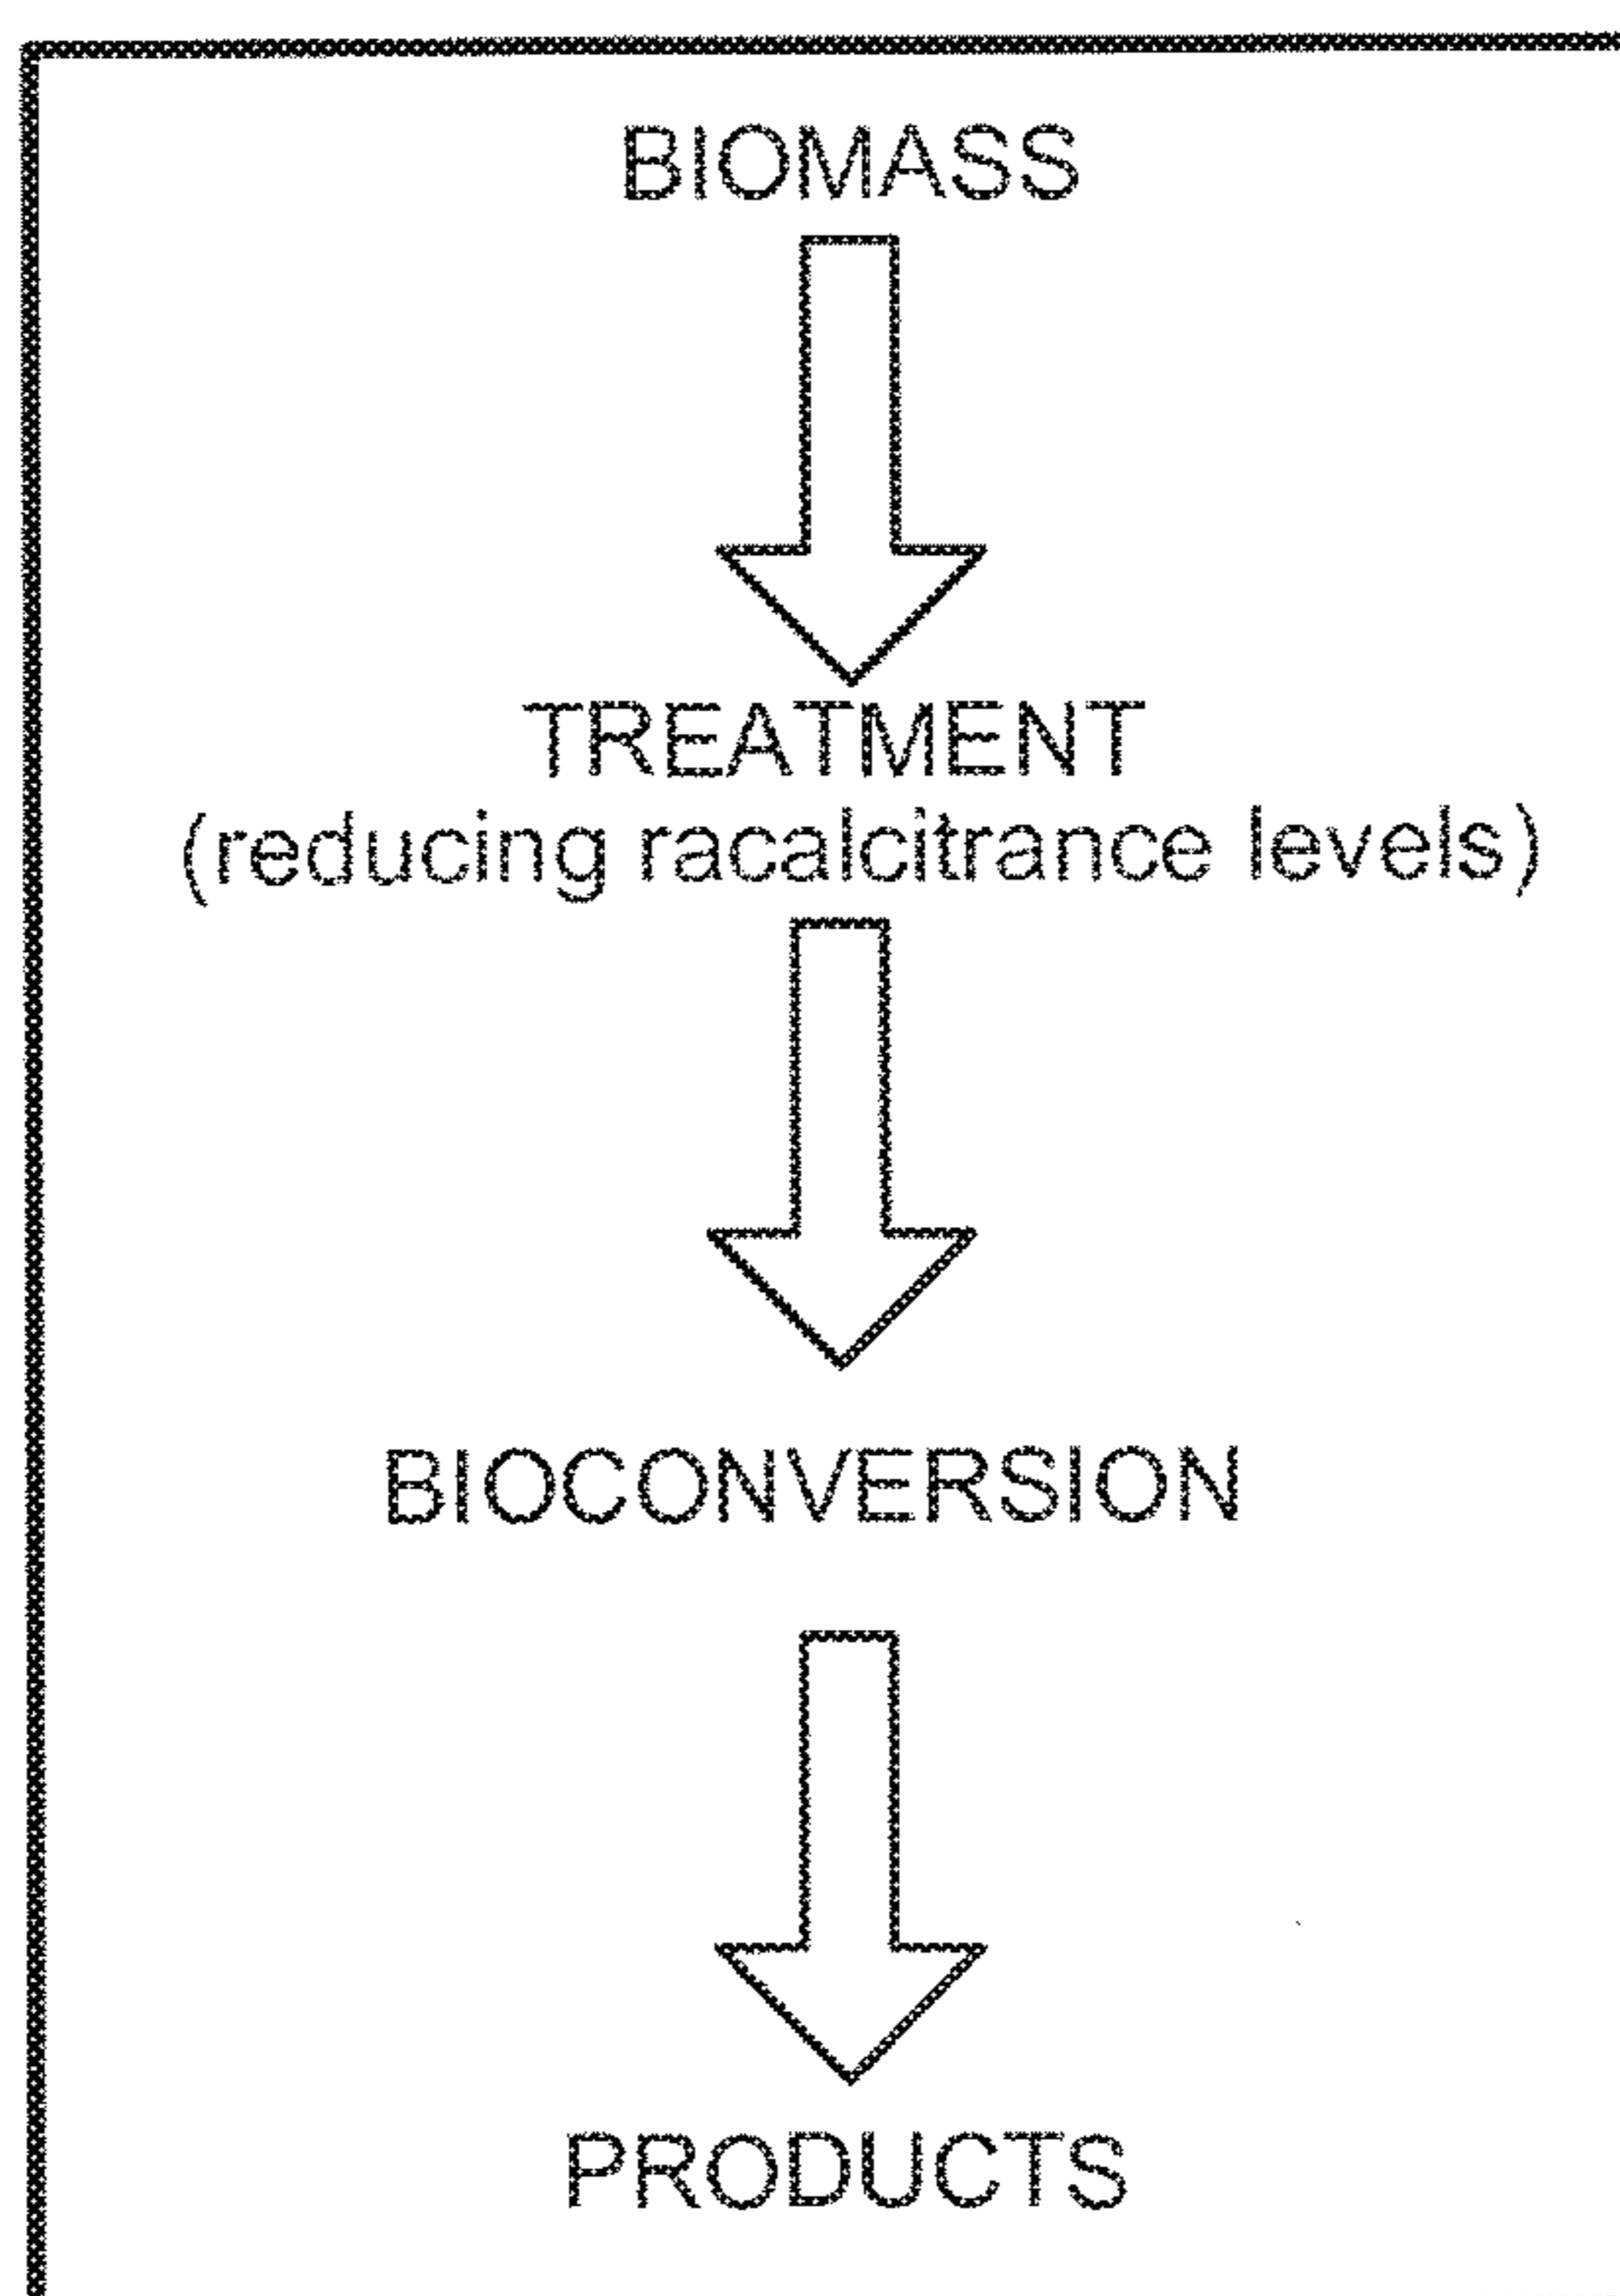 BIOMASS
TREATMENT
(reducing racalcitrance levels)
BIOCONVERSION
PRODUCTS